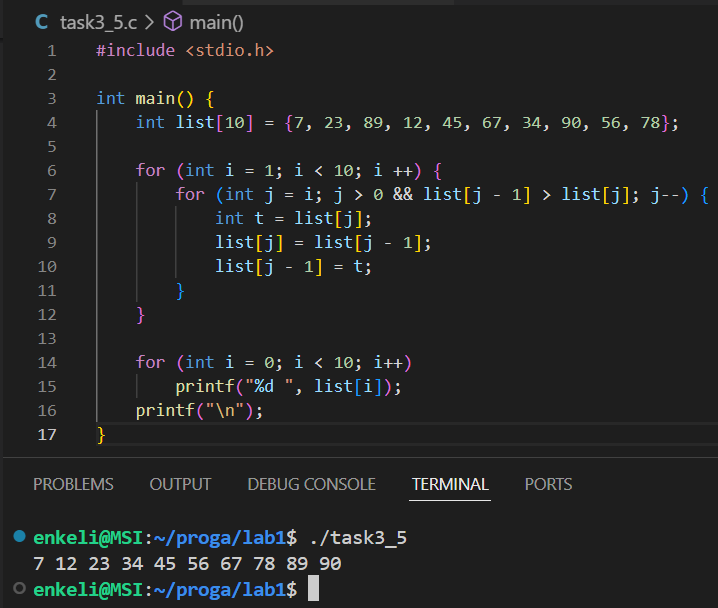 C task3_5.c > main()
1 #include <stdio.h>
2
3 int main() {
4     int list[10] = {7, 23, 89, 12, 45, 67, 34, 90, 56, 78};
5
6     for (int i = 1; i < 10; i ++) {
7         for (int j = i; j > 0 && list[j - 1] > list[j]; j--) {
8             int t = list[j];
9             list[j] = list[j - 1];
10             list[j - 1] = t;
11         }
12     }
13
14     for (int i = 0; i < 10; i++)
15         printf("%d ", list[i]);
16     printf("\n");
17 }
PROBLEMS OUTPUT DEBUG CONSOLE TERMINAL PORTS
enkeli@MSI:~/proga/lab1$ ./task3_5
7 12 23 34 45 56 67 78 89 90
enkeli@MSI:~/proga/lab1$